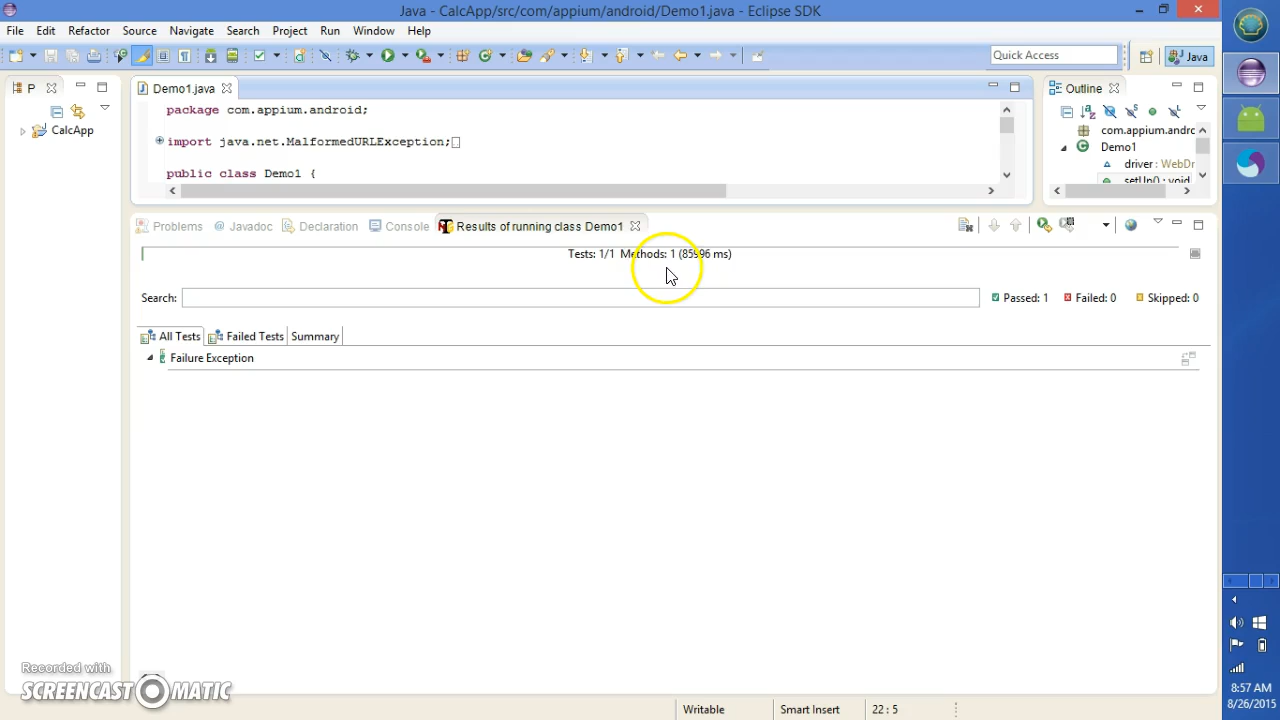 Java - CalcApp/src/com/appium/android/Demo1.java - Eclipse SDK
File Edit Refactor Source Navigate Search Project Run Window Help
Quick Access
Java
P
CalcApp
Demo1.java
package com.appium.android;
import java.net.MalformedURLException;
public class Demo1 {
Outline
com.appium.andrc
Demo1
driver : WebDr
setUp() : void
Problems @ Javadoc Declaration Console Results of running class Demo1
Tests: 1/1 Methods: 1 (85996 ms)
Search:
Passed: 1 Failed: 0 Skipped: 0
All Tests Failed Tests Summary
Failure Exception
Recorded with
SCREENCAST MATIC
Writable Smart Insert 22 : 5
8:57 AM
8/26/2015